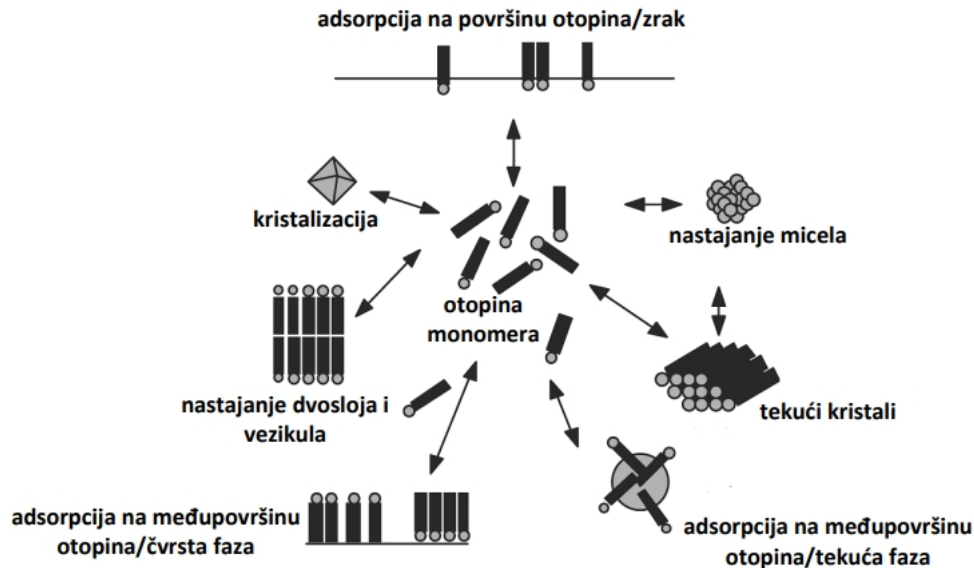 adsorpcija na površinu otopina/zrak
kristalizacija
nastajanje micela
otopina
monomera
nastajanje dvosloja i
vezikula
tekući kristali
adsorpcija na međupovršinu
otopina/čvrsta faza
adsorpcija na međupovršinu
otopina/tekuća faza